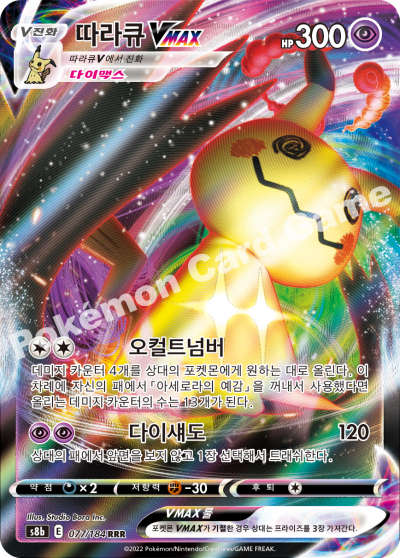 V진화
따라큐 VMAX
HP 300
따라큐V에서 진화
다이맥스
Pokémon Card Game
오컬트넘버
데미지 카운터 4개를 상대의 포켓몬에게 원하는 대로 올린다. 이
차례에 자신의 패에서 「아세로라의 예감」을 꺼내서 사용했다면
올리는 데미지 카운터의 수는 13개가 된다.
다이섀도 120
상대의 패에서 앞면을 보지 않고 1장 선택해서 트래쉬한다.
약점 ×2 저항력 -30 후퇴
Illus. Studio Bora Inc.
s8b E 077/184 RRR
VMAX 룰
포켓몬 VMAX가 기절한 경우 상대는 프라이즈를 3장 가져간다.
©2022 Pokémon/Nintendo/Creatures/GAME FREAK.